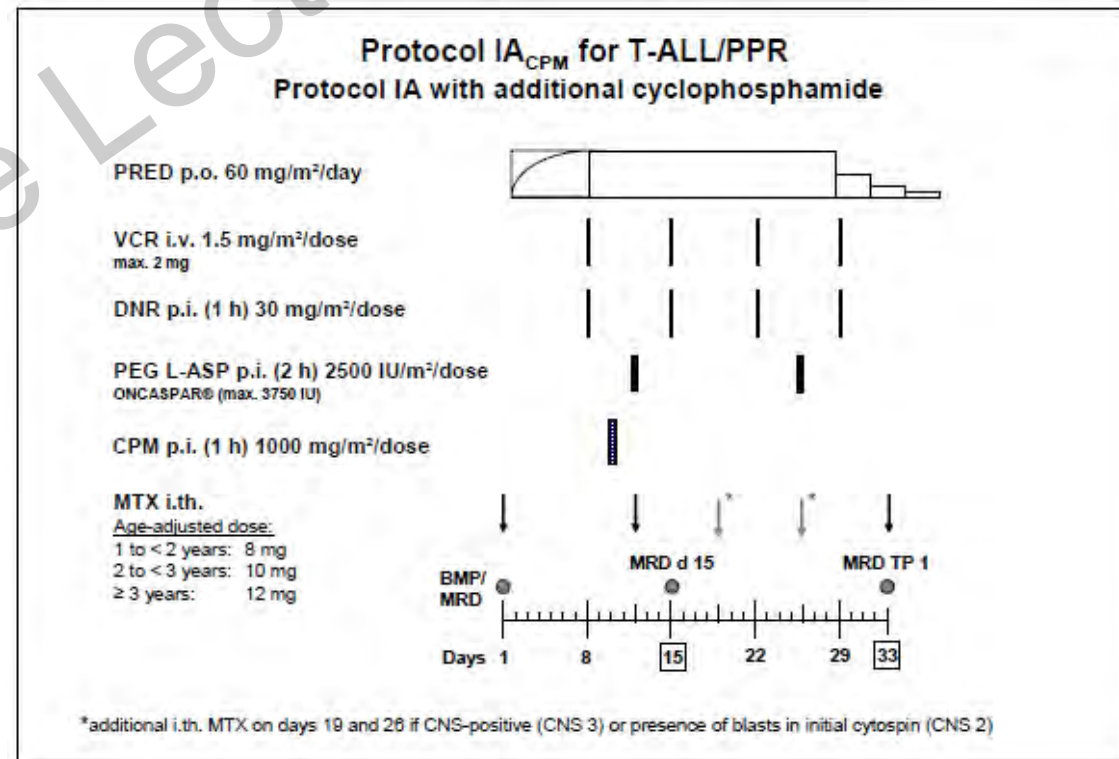 e Lect
Protocol IA_CPM for T-ALL/PPR
Protocol IA with additional cyclophosphamide
PRED p.o. 60 mg/m²/day
VCR i.v. 1.5 mg/m²/dose
max. 2 mg
DNR p.i. (1 h) 30 mg/m²/dose
PEG L-ASP p.i. (2 h) 2500 IU/m²/dose
ONCASPAR® (max. 3750 IU)
CPM p.i. (1 h) 1000 mg/m²/dose
MTX i.th.
* *
Age-adjusted dose:
1 to < 2 years: 8 mg
2 to < 3 years: 10 mg
≥ 3 years: 12 mg
MRD d 15 MRD TP 1
BMP/
MRD
Days 1 8 15 22 29 33
*additional i.th. MTX on days 19 and 26 if CNS-positive (CNS 3) or presence of blasts in initial cytospin (CNS 2)